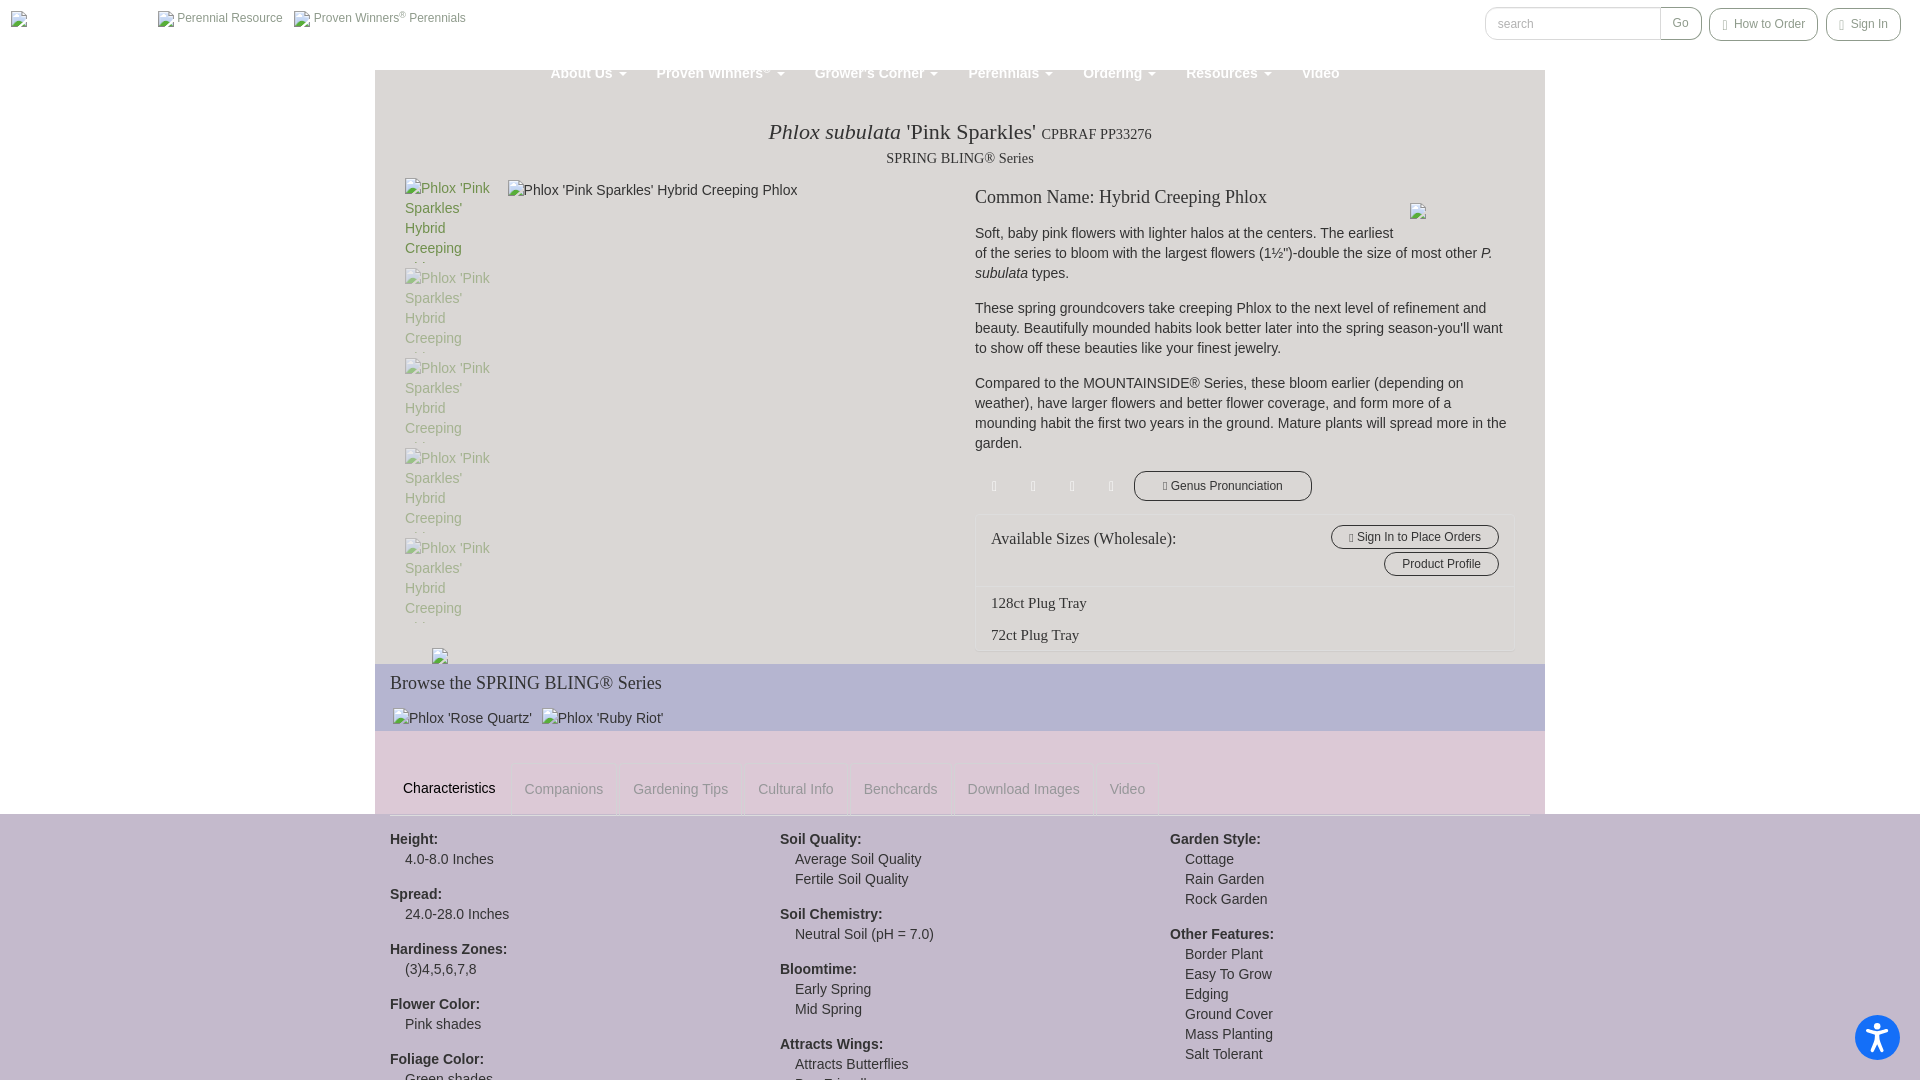 Perennial Resource
Proven Winners® Perennials
search
Go
How to Order
Sign In
About Us
Proven Winners®
Grower's Corner
Perennials
Ordering
Resources
Video
Phlox subulata 'Pink Sparkles' CPBRAF PP33276
SPRING BLING® Series
Phlox 'Pink
Sparkles'
Hybrid
Creeping
Phlox 'Pink
Sparkles'
Hybrid
Creeping
Phlox 'Pink
Sparkles'
Hybrid
Creeping
Phlox 'Pink
Sparkles'
Hybrid
Creeping
Phlox 'Pink
Sparkles'
Hybrid
Creeping
Phlox 'Pink Sparkles' Hybrid Creeping Phlox
Common Name: Hybrid Creeping Phlox
Soft, baby pink flowers with lighter halos at the centers. The earliest
of the series to bloom with the largest flowers (1½")-double the size of most other P.
subulata types.
These spring groundcovers take creeping Phlox to the next level of refinement and
beauty. Beautifully mounded habits look better later into the spring season-you'll want
to show off these beauties like your finest jewelry.
Compared to the MOUNTAINSIDE® Series, these bloom earlier (depending on
weather), have larger flowers and better flower coverage, and form more of a
mounding habit the first two years in the ground. Mature plants will spread more in the
garden.
Genus Pronunciation
Available Sizes (Wholesale):
Sign In to Place Orders
Product Profile
128ct Plug Tray
72ct Plug Tray
Browse the SPRING BLING® Series
Phlox 'Rose Quartz'
Phlox 'Ruby Riot'
Characteristics
Companions
Gardening Tips
Cultural Info
Benchcards
Download Images
Video
Height:
4.0-8.0 Inches
Spread:
24.0-28.0 Inches
Hardiness Zones:
(3)4,5,6,7,8
Flower Color:
Pink shades
Foliage Color:
Green shades
Soil Quality:
Average Soil Quality
Fertile Soil Quality
Soil Chemistry:
Neutral Soil (pH = 7.0)
Bloomtime:
Early Spring
Mid Spring
Attracts Wings:
Attracts Butterflies
Garden Style:
Cottage
Rain Garden
Rock Garden
Other Features:
Border Plant
Easy To Grow
Edging
Ground Cover
Mass Planting
Salt Tolerant